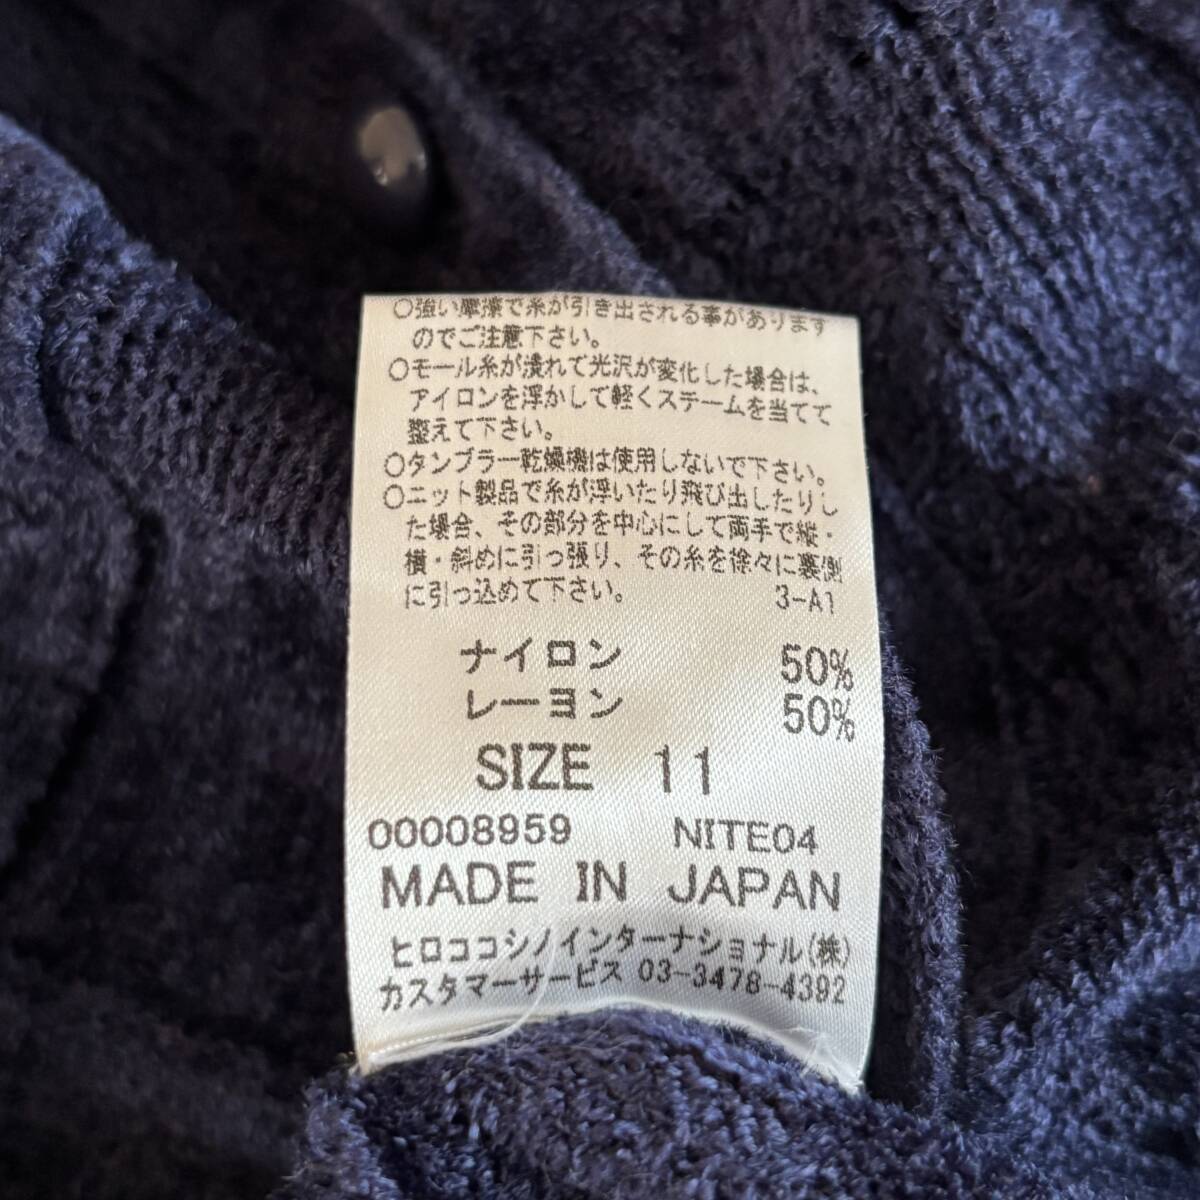 ○強い摩擦で糸が引き出される事があります
のでご注意下さい。
○モール糸が潰れて光沢が変化した場合は、
アイロンを浮かして軽くスチームを当てて
整えて下さい。
○タンブラー乾燥機は使用しないで下さい。
○ニット製品で糸が浮いたり飛び出したりし
た場合、その部分を中心にして両手で縦・
横・斜めに引っ張り、その糸を徐々に裏側
に引っ込めて下さい。 3-A1
ナイロン 50%
レーヨン 50%
SIZE 11
00008959 NITE04
MADE IN JAPAN
ヒロココシノインターナショナル(株)
カスタマーサービス 03-3478-4392